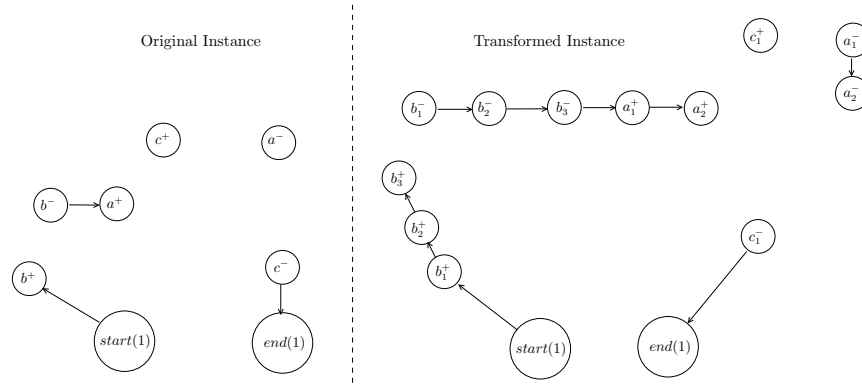 Original Instance
c⁺
a⁻
b⁻
a⁺
b⁺
c⁻
start(1)
end(1)
Transformed Instance
c₁⁺
a₁⁻
a₂⁻
b₁⁻
b₂⁻
b₃⁻
a₁⁺
a₂⁺
b₃⁺
b₂⁺
b₁⁺
c₁⁻
start(1)
end(1)